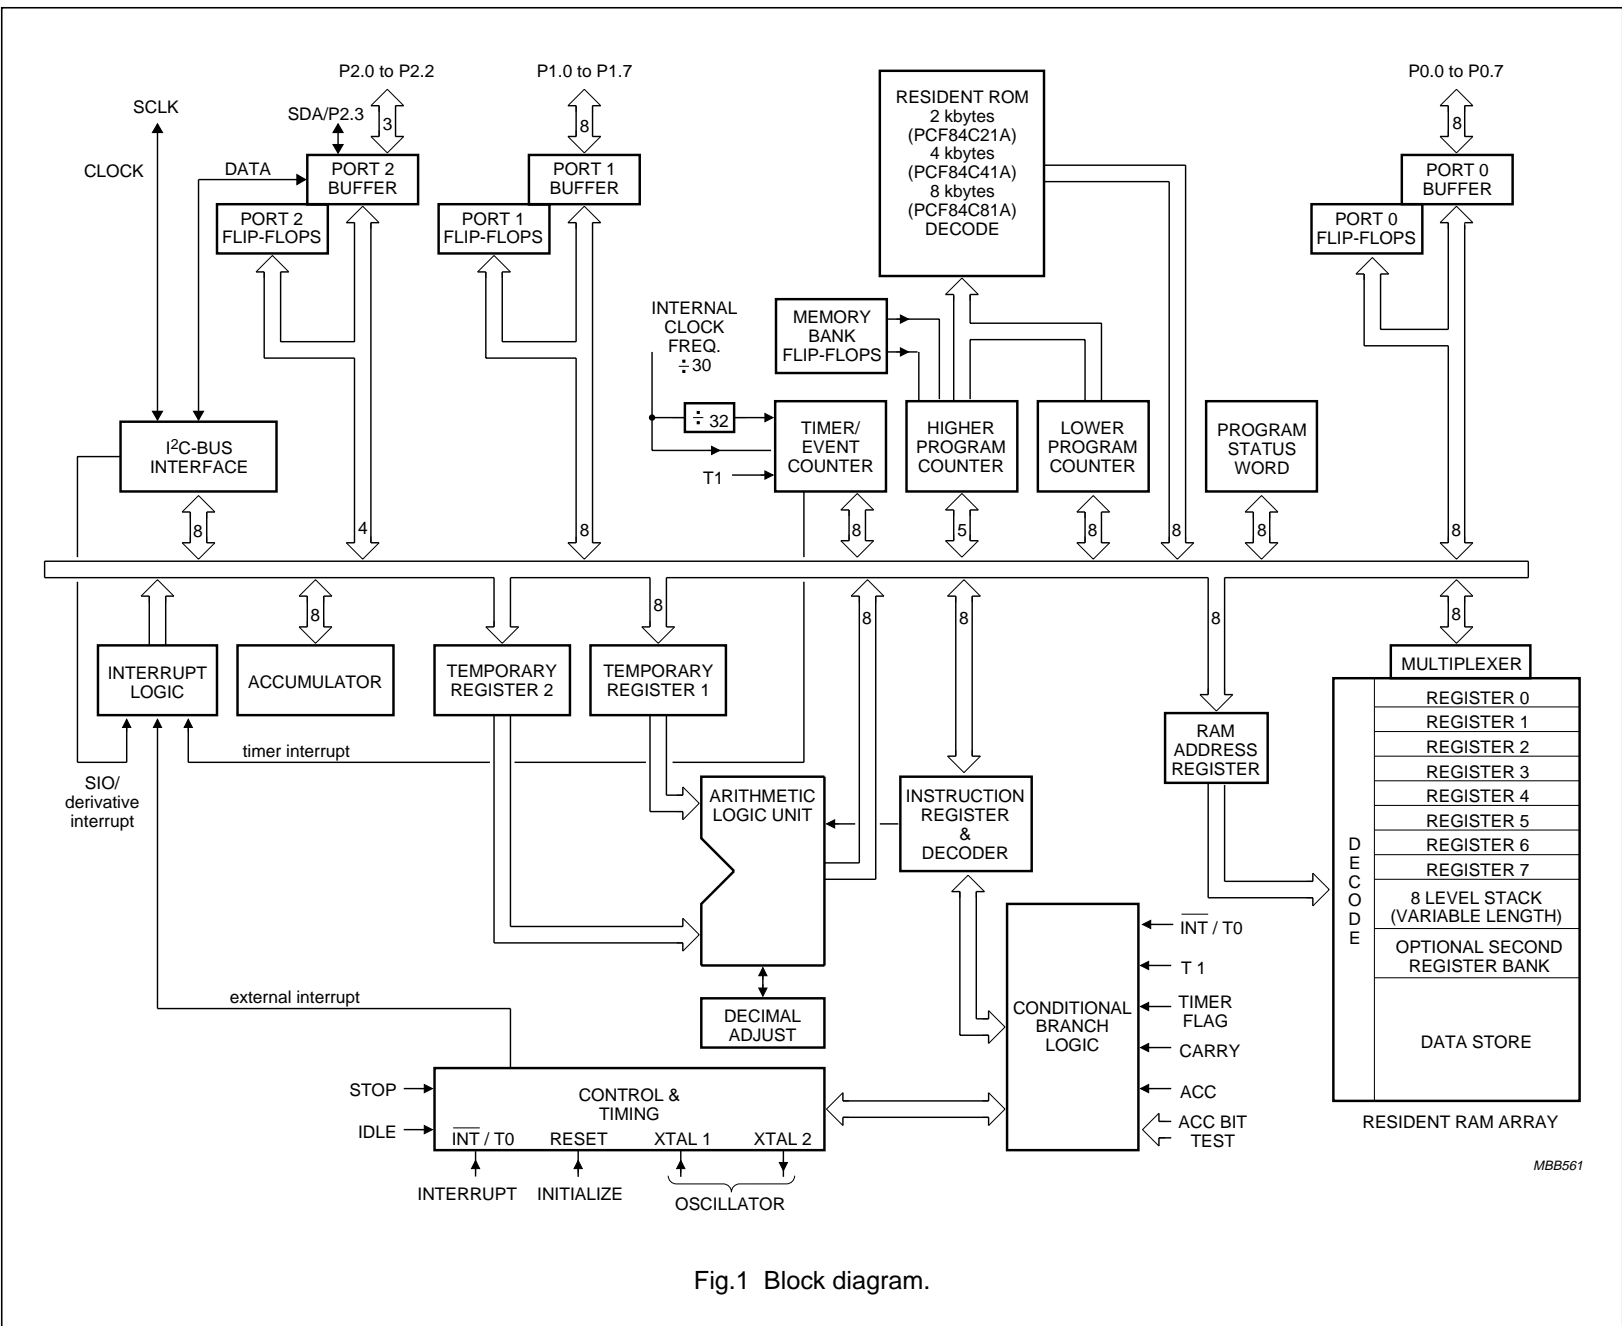 P2.0 to P2.2
P1.0 to P1.7
P0.0 to P0.7
SCLK
SDA/P2.3
3
8
8
CLOCK
DATA
PORT 2
BUFFER
PORT 2
FLIP-FLOPS
PORT 1
BUFFER
PORT 1
FLIP-FLOPS
RESIDENT ROM
2 kbytes
(PCF84C21A)
4 kbytes
(PCF84C41A)
8 kbytes
(PCF84C81A)
DECODE
PORT 0
BUFFER
PORT 0
FLIP-FLOPS
INTERNAL
CLOCK
FREQ.
÷30
MEMORY
BANK
FLIP-FLOPS
÷ 32
T1
I²C-BUS
INTERFACE
TIMER/
EVENT
COUNTER
HIGHER
PROGRAM
COUNTER
LOWER
PROGRAM
COUNTER
PROGRAM
STATUS
WORD
8
4
8
8
5
8
8
8
8
8
8
8
8
8
8
INTERRUPT
LOGIC
ACCUMULATOR
TEMPORARY
REGISTER 2
TEMPORARY
REGISTER 1
MULTIPLEXER
timer interrupt
SIO/
derivative
interrupt
ARITHMETIC
LOGIC UNIT
INSTRUCTION
REGISTER
&
DECODER
RAM
ADDRESS
REGISTER
DECODE
REGISTER 0
REGISTER 1
REGISTER 2
REGISTER 3
REGISTER 4
REGISTER 5
REGISTER 6
REGISTER 7
8 LEVEL STACK
(VARIABLE LENGTH)
OPTIONAL SECOND
REGISTER BANK
DATA STORE
RESIDENT RAM ARRAY
external interrupt
DECIMAL
ADJUST
CONDITIONAL
BRANCH
LOGIC
INT / T0
T 1
TIMER
FLAG
CARRY
ACC
ACC BIT
TEST
STOP
IDLE
CONTROL &
TIMING
INT / T0 RESET XTAL 1 XTAL 2
INTERRUPT INITIALIZE OSCILLATOR
MBB561
Fig.1 Block diagram.